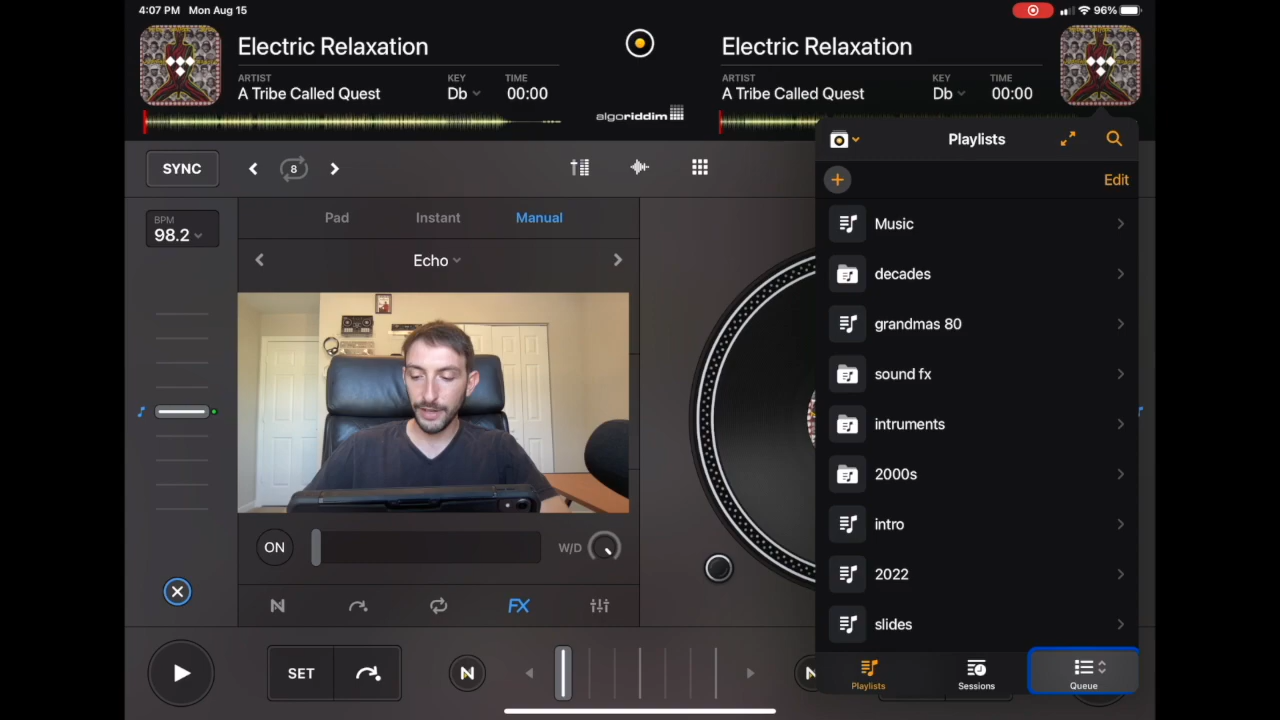 4:07 PM Mon Aug 15
96%
Electric Relaxation
ARTIST
A Tribe Called Quest
KEY
Db
TIME
00:00
algoriddim
Electric Relaxation
ARTIST
A Tribe Called Quest
KEY
Db
TIME
00:00
SYNC
8
BPM
98.2
Pad
Instant
Manual
Echo
ON
W/D
FX
SET
Playlists
Edit
Music
decades
grandmas 80
sound fx
intruments
2000s
intro
2022
slides
Playlists
Sessions
Queue